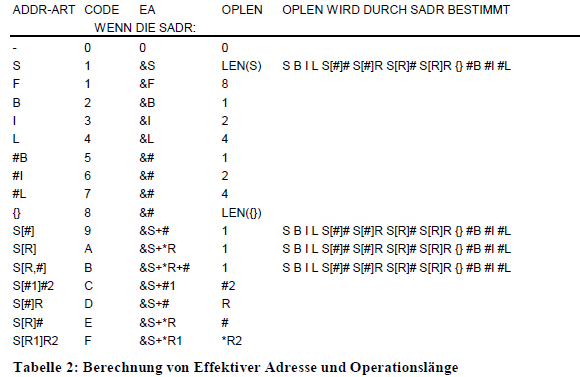 ADDR-ART CODE EA OPLEN OPLEN WIRD DURCH SADR BESTIMMT
WENN DIE SADR:
- 0 0 0
S 1 &S LEN(S) S B I L S[#]# S[#]R S[R]# S[R]R {} #B #I #L
F 1 &F 8
B 2 &B 1
I 3 &I 2
L 4 &L 4
#B 5 &# 1
#I 6 &# 2
#L 7 &# 4
{} 8 &# LEN({})
S[#] 9 &S+# 1 S B I L S[#]# S[#]R S[R]# S[R]R {} #B #I #L
S[R] A &S+*R 1 S B I L S[#]# S[#]R S[R]# S[R]R {} #B #I #L
S[R,#] B &S+*R+# 1 S B I L S[#]# S[#]R S[R]# S[R]R {} #B #I #L
S[#1]#2 C &S+#1 #2
S[#]R D &S+# R
S[R]# E &S+*R #
S[R1]R2 F &S+*R1 *R2
Tabelle 2: Berechnung von Effektiver Adresse und Operationslänge